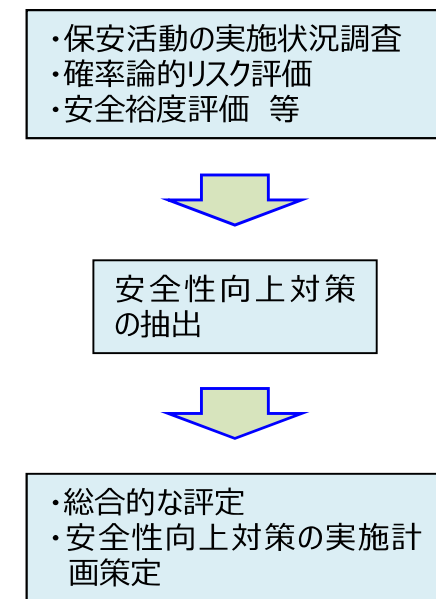 ・保安活動の実施状況調査
・確率論的リスク評価
・安全裕度評価　等
安全性向上対策
の抽出
・総合的な評定
・安全性向上対策の実施計
画策定